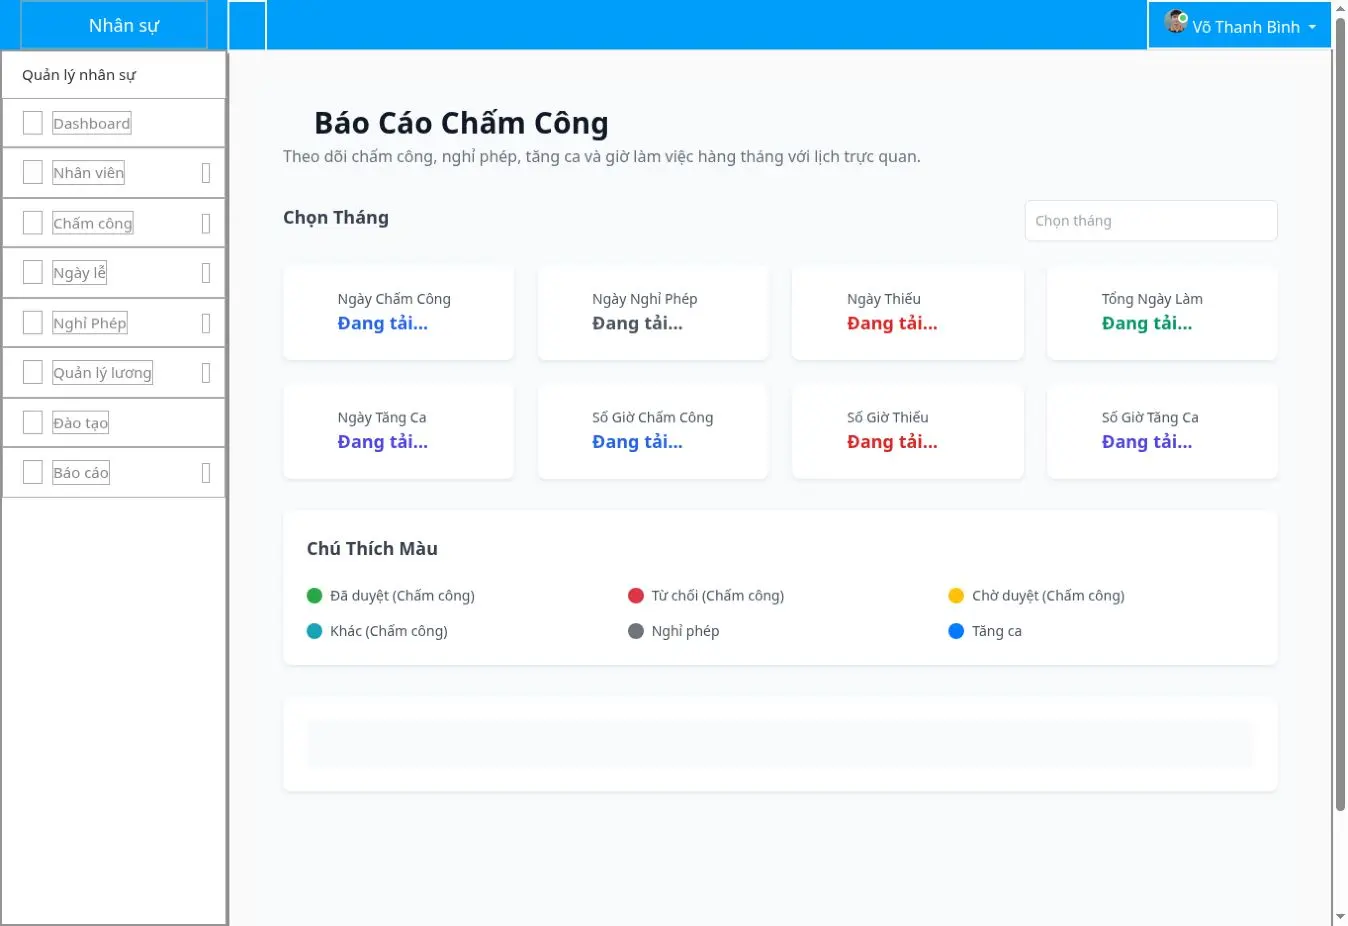 Nhân sự
Võ Thanh Bình
Quản lý nhân sự
Dashboard
Nhân viên
Chấm công
Ngày lễ
Nghỉ Phép
Quản lý lương
Đào tạo
Báo cáo
Báo Cáo Chấm Công
Theo dõi chấm công, nghỉ phép, tăng ca và giờ làm việc hàng tháng với lịch trực quan.
Chọn Tháng
Chọn tháng
Ngày Chấm Công
Đang tải...
Ngày Nghỉ Phép
Đang tải...
Ngày Thiếu
Đang tải...
Tổng Ngày Làm
Đang tải...
Ngày Tăng Ca
Đang tải...
Số Giờ Chấm Công
Đang tải...
Số Giờ Thiếu
Đang tải...
Số Giờ Tăng Ca
Đang tải...
Chú Thích Màu
Đã duyệt (Chấm công)
Từ chối (Chấm công)
Chờ duyệt (Chấm công)
Khác (Chấm công)
Nghỉ phép
Tăng ca